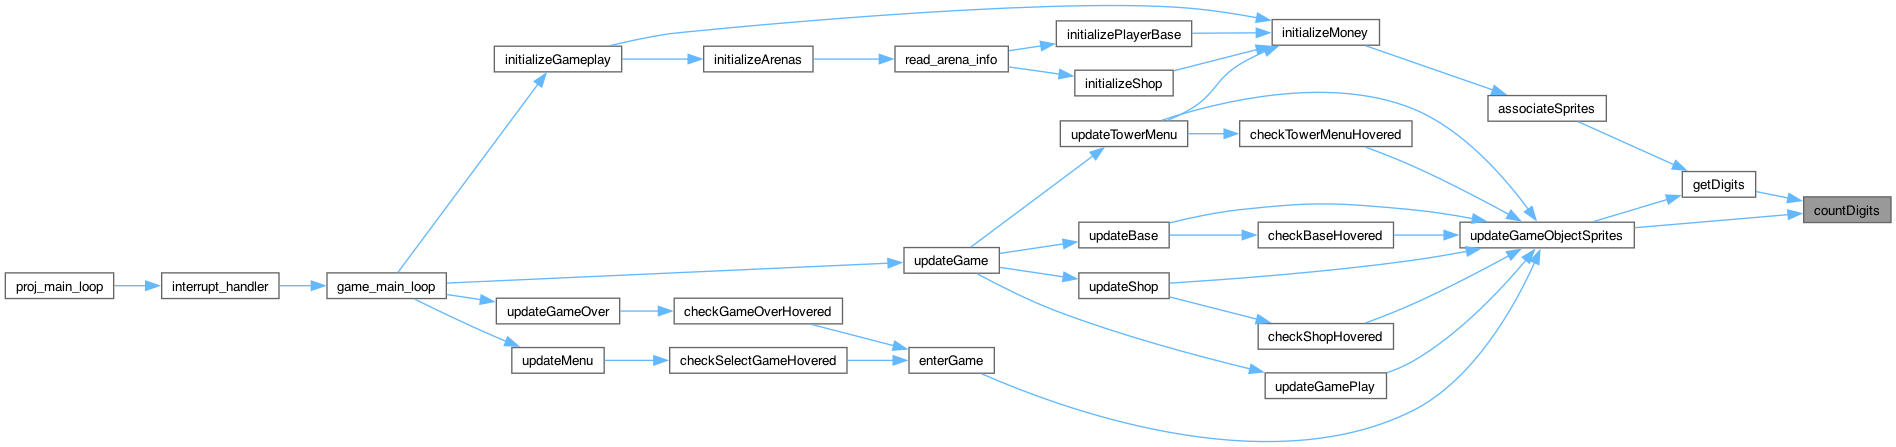 proj_main_loop
interrupt_handler
game_main_loop
initializeGameplay
initializeArenas
read_arena_info
initializePlayerBase
initializeShop
initializeMoney
associateSprites
getDigits
countDigits
updateTowerMenu
checkTowerMenuHovered
updateGame
updateBase
checkBaseHovered
updateGameObjectSprites
updateShop
checkShopHovered
updateGamePlay
updateGameOver
checkGameOverHovered
updateMenu
checkSelectGameHovered
enterGame